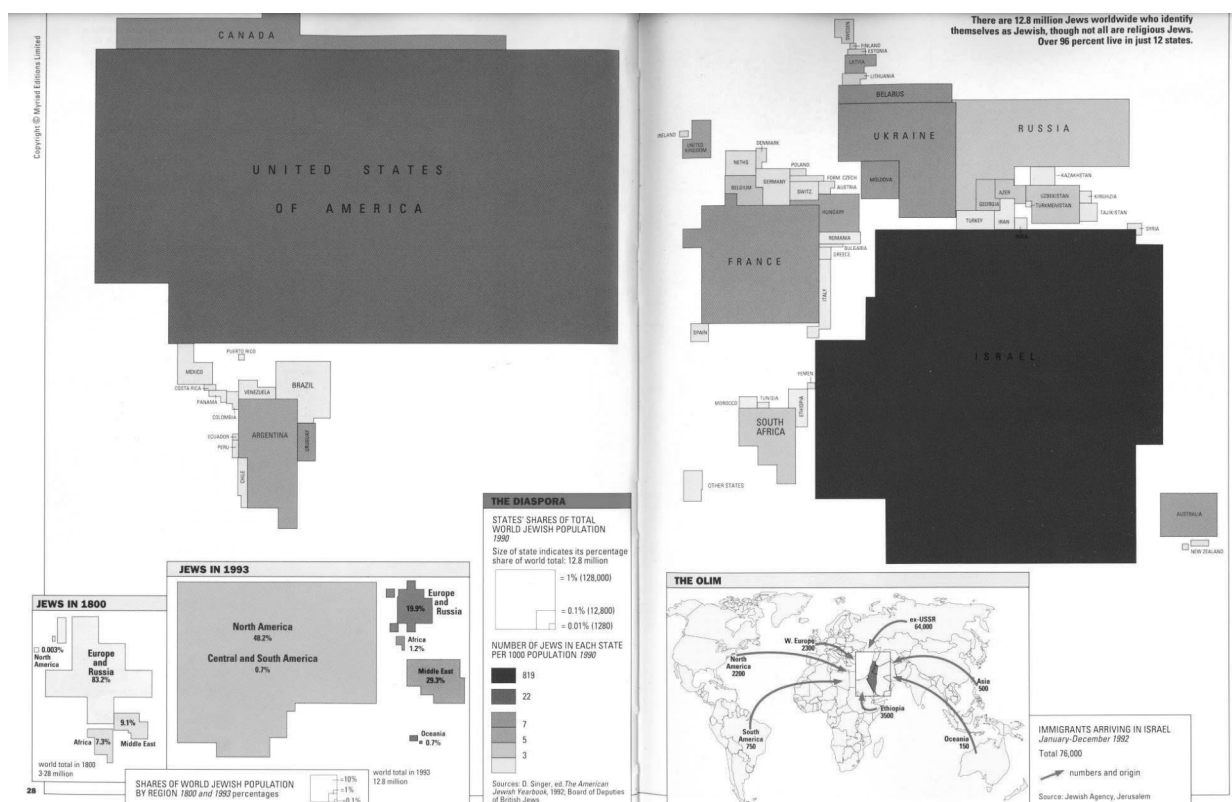 Copyright © Myriad Editions Limited
CANADA
UNITED STATES
OF AMERICA
PUERTO RICO
MEXICO
COSTA RICA
PANAMA
COLOMBIA
VENEZUELA
BRAZIL
ECUADOR
PERU
ARGENTINA
URUGUAY
CHILE
There are 12.8 million Jews worldwide who identify
themselves as Jewish, though not all are religious Jews.
Over 96 percent live in just 12 states.
SWEDEN
FINLAND
ESTONIA
LATVIA
LITHUANIA
BELARUS
UKRAINE
RUSSIA
IRELAND
UNITED
KINGDOM
DENMARK
NETHS
BELGIUM
GERMANY
POLAND
FORM. CZECH
SWITZ
AUSTRIA
MOLDOVA
HUNGARY
ROMANIA
BULGARIA
GREECE
FRANCE
ITALY
SPAIN
KAZAKHSTAN
AZER
GEORGIA
UZBEKISTAN
TURKMENISTAN
KIRGHIZIA
TAJIKISTAN
TURKEY
IRAN
INDIA
SYRIA
ISRAEL
YEMEN
MOROCCO
TUNISIA
ETHIOPIA
SOUTH
AFRICA
OTHER STATES
AUSTRALIA
NEW ZEALAND
THE DIASPORA
STATES' SHARES OF TOTAL
WORLD JEWISH POPULATION
1990
Size of state indicates its percentage
share of world total: 12.8 million
= 1% (128,000)
= 0.1% (12,800)
= 0.01% (1280)
NUMBER OF JEWS IN EACH STATE
PER 1000 POPULATION 1990
819
22
7
5
3
Sources: D. Singer, ed. The American
Jewish Yearbook, 1992; Board of Deputies
of British Jews
JEWS IN 1800
0.003%
North
America
Europe
and
Russia
83.2%
9.1%
Africa 7.3%
Middle East
world total in 1800
3·28 million
28
JEWS IN 1993
North America
48.2%
Central and South America
0.7%
19.9%
Europe
and
Russia
Africa
1.2%
Middle East
29.3%
Oceania
0.7%
world total in 1993
12.8 million
SHARES OF WORLD JEWISH POPULATION
BY REGION 1800 and 1993 percentages
=10%
=1%
=0.1%
THE OLIM
ex-USSR
64,000
W. Europe
2300
North
America
2200
Asia
500
Ethiopia
3500
South
America
750
Oceania
150
IMMIGRANTS ARRIVING IN ISRAEL
January-December 1992
Total 76,000
numbers and origin
Source: Jewish Agency, Jerusalem